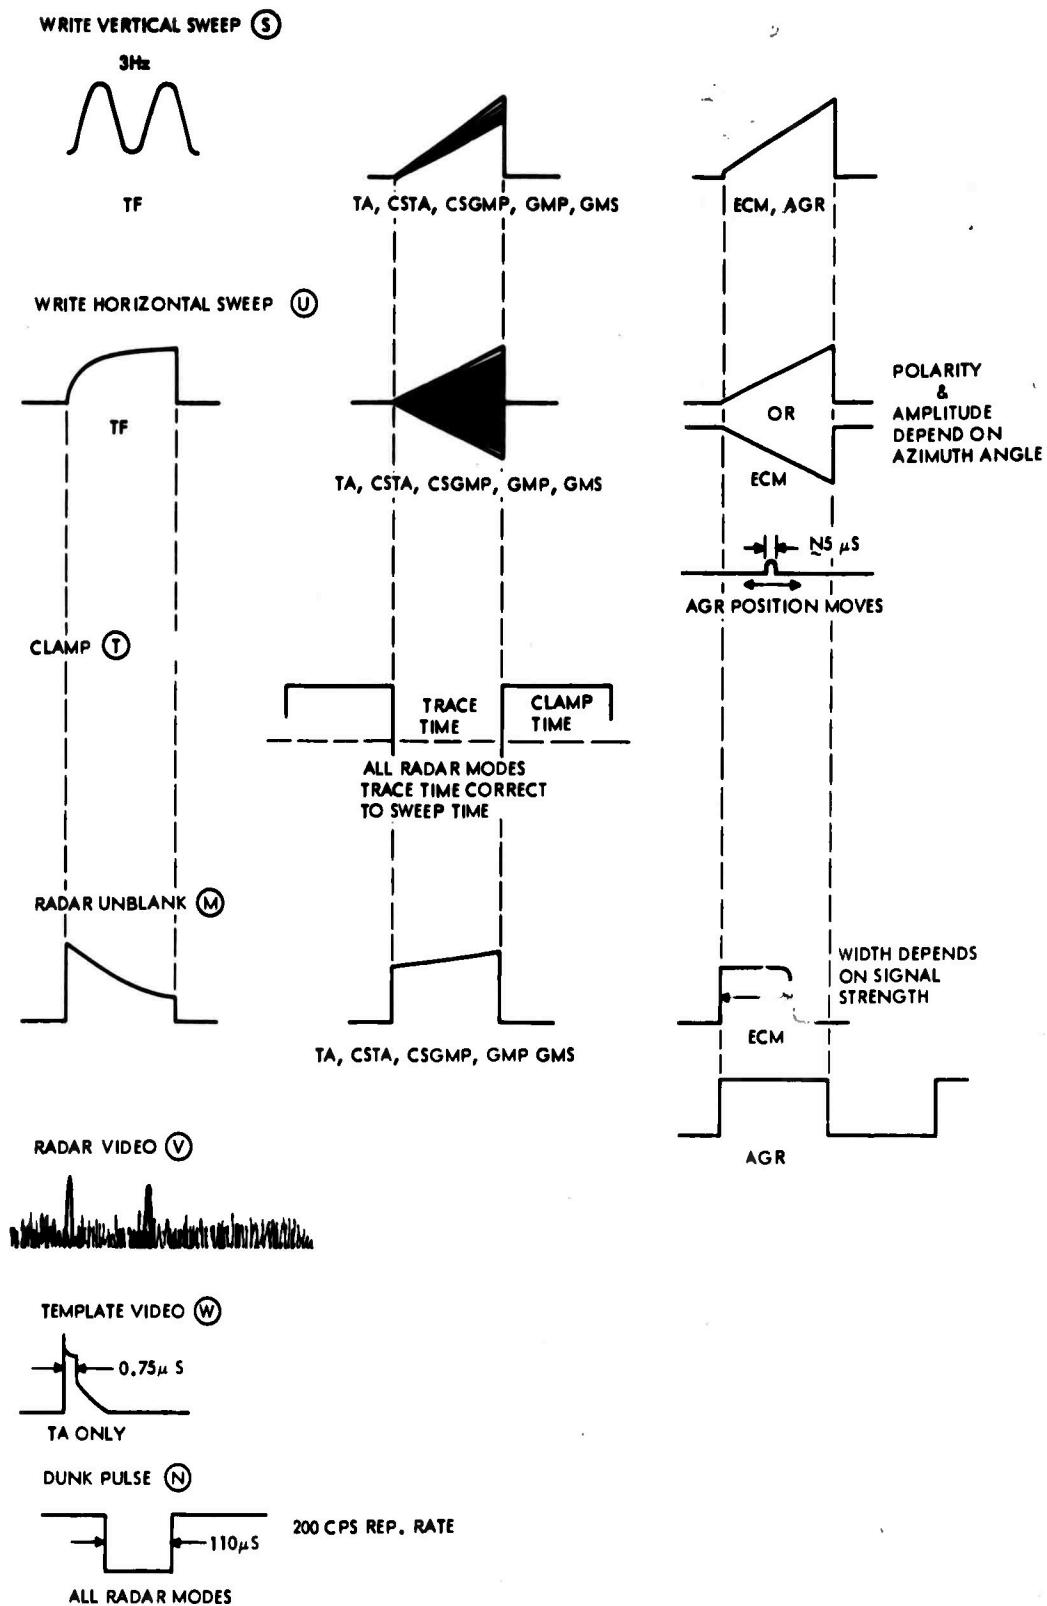 WRITE VERTICAL SWEEP S
3Hz
TF
TA, CSTA, CSGMP, GMP, GMS
ECM, AGR
WRITE HORIZONTAL SWEEP U
TF
TA, CSTA, CSGMP, GMP, GMS
OR
ECM
POLARITY
&
AMPLITUDE
DEPEND ON
AZIMUTH ANGLE
N5 µS
AGR POSITION MOVES
CLAMP T
TRACE
TIME
CLAMP
TIME
ALL RADAR MODES
TRACE TIME CORRECT
TO SWEEP TIME
RADAR UNBLANK M
TA, CSTA, CSGMP, GMP GMS
WIDTH DEPENDS
ON SIGNAL
STRENGTH
ECM
AGR
RADAR VIDEO V
TEMPLATE VIDEO W
0.75µ S
TA ONLY
DUNK PULSE N
110µS
200 CPS REP. RATE
ALL RADAR MODES